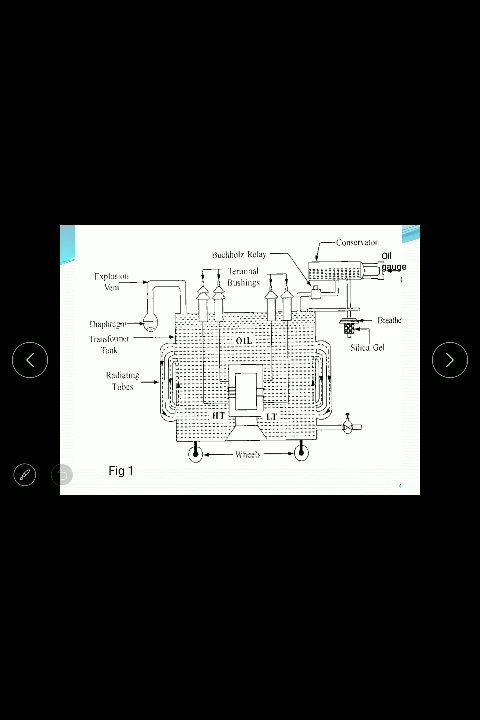 Conservator
Buchholz Relay
Oil
gauge
Terminal
Bushings
Explosion
Vent
Diaphragm
Breathe
Transformer
Tank
OIL
Silica Gel
Radiating
Tubes
HT
LT
Wheels
Fig 1